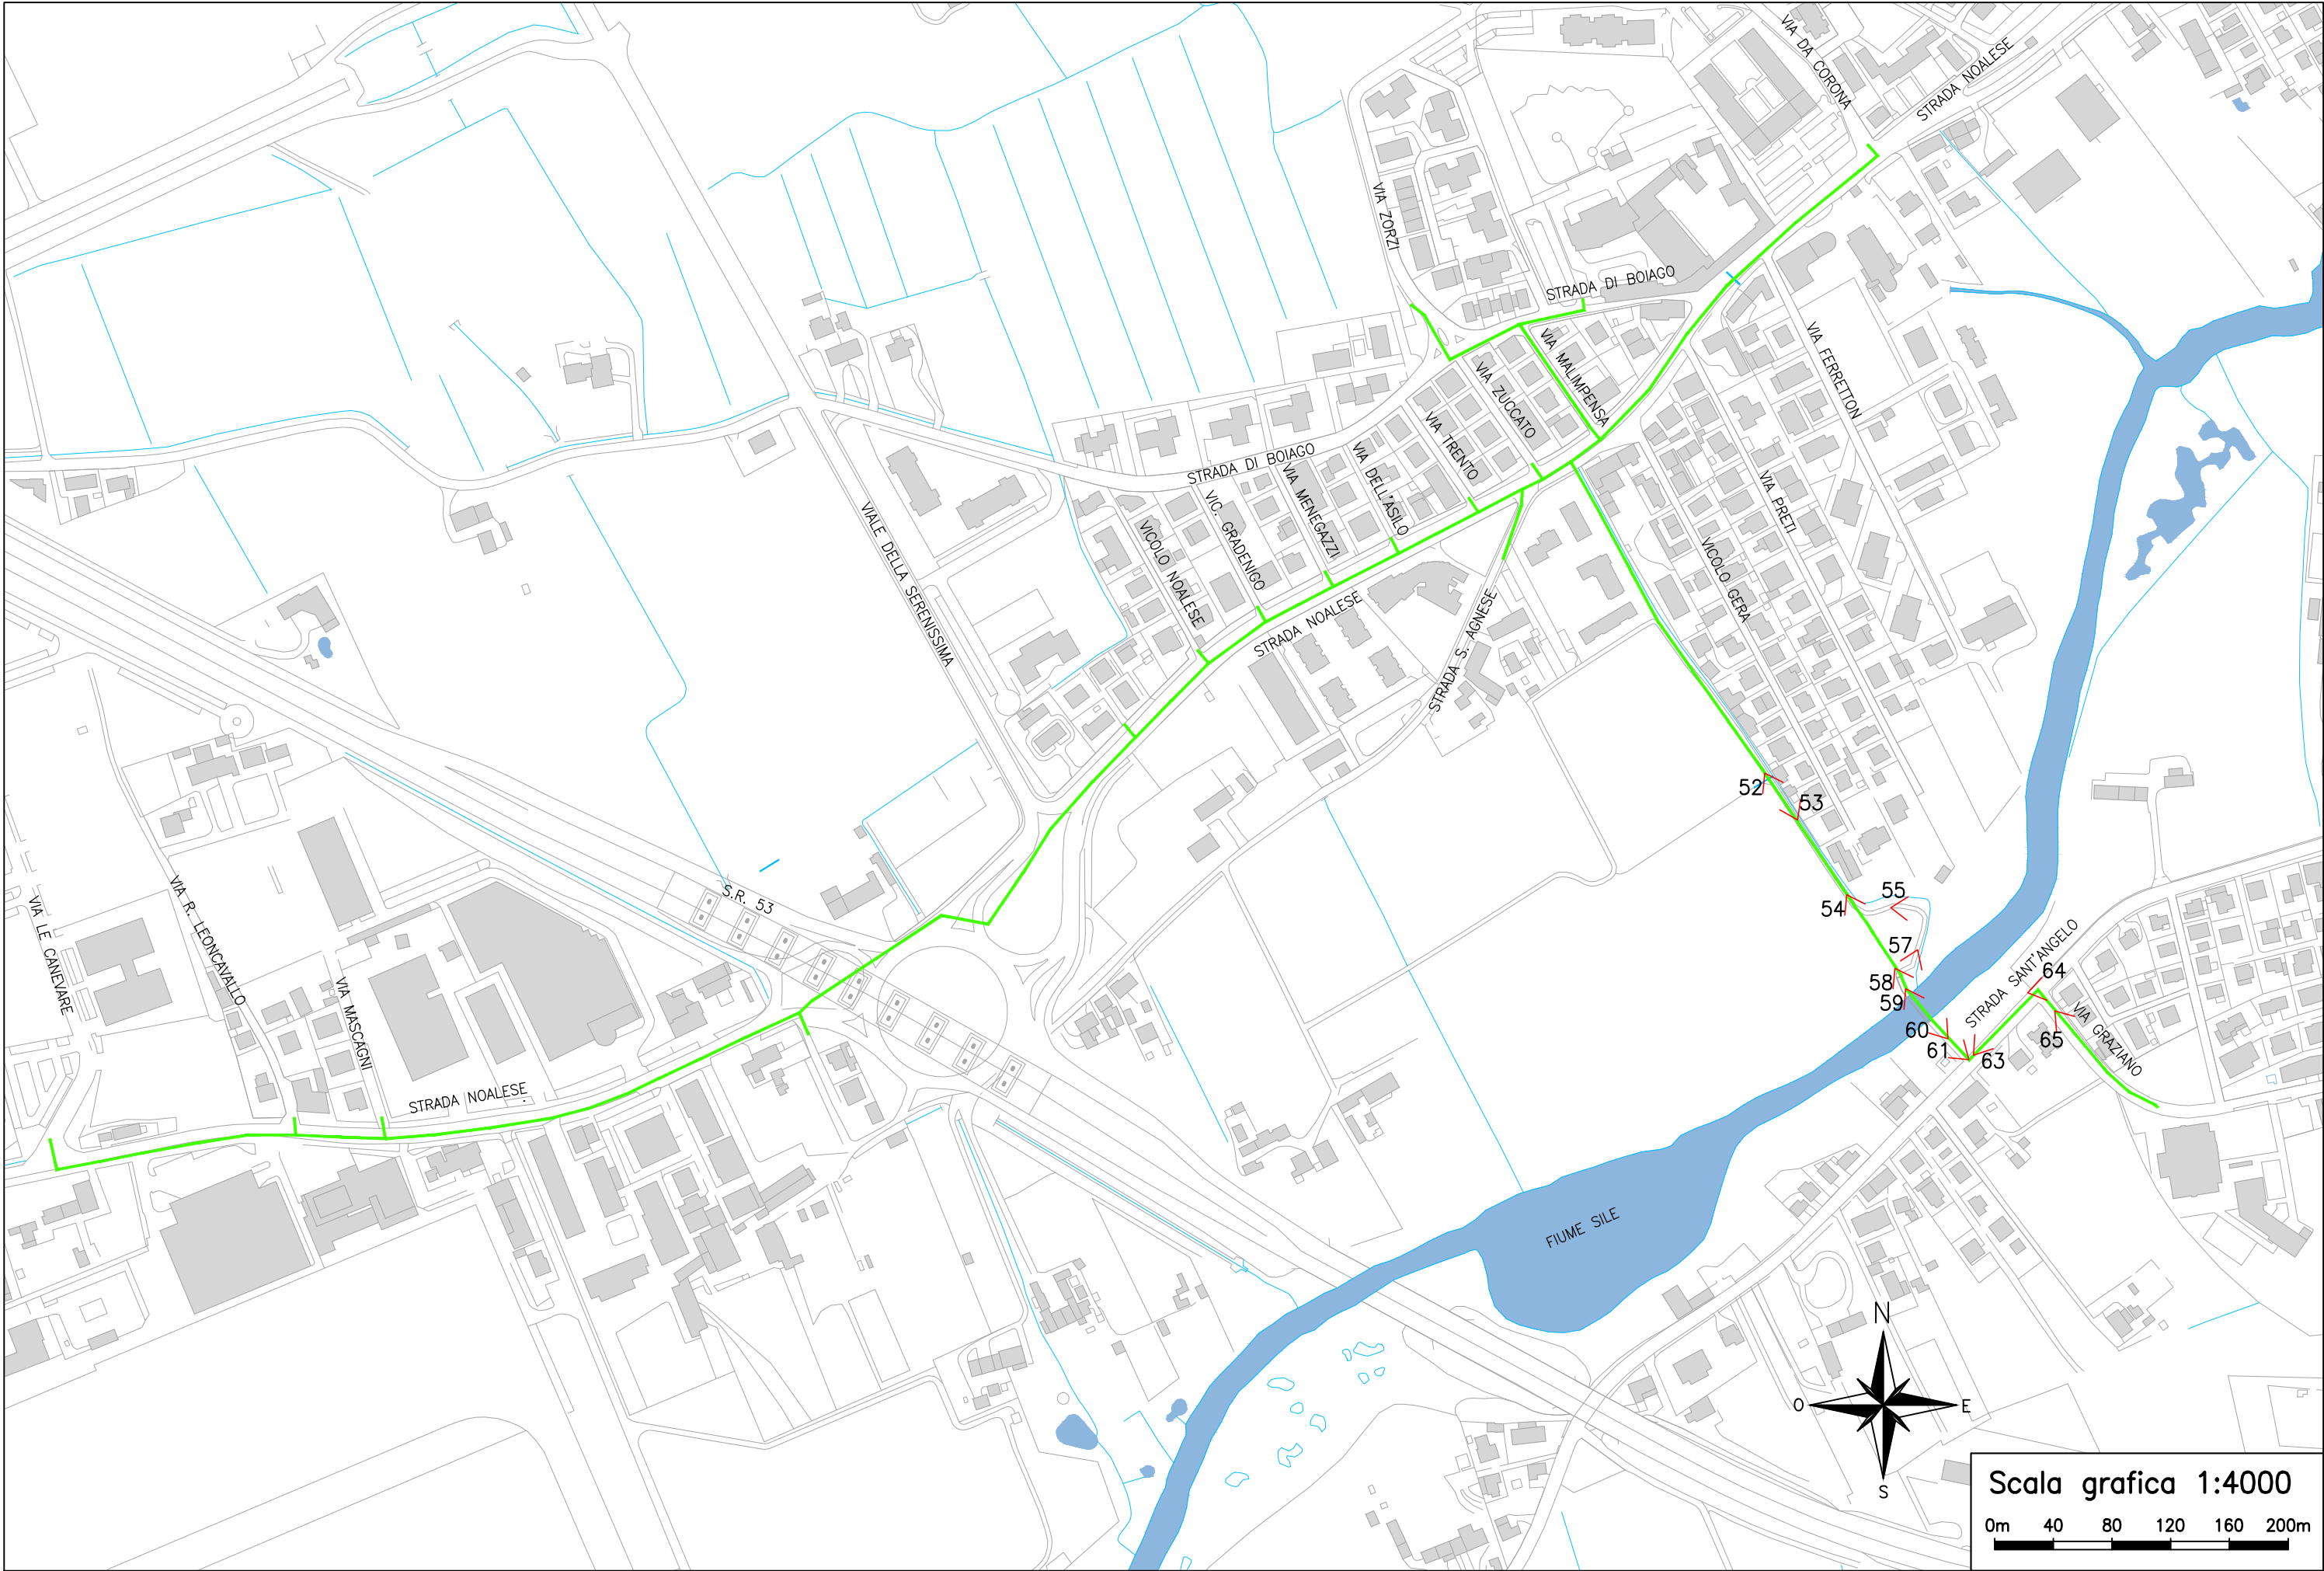 VIA DA CORONA
STRADA NOALESE
VIA ZORZI
STRADA DI BOIAGO
VIA MALIMPENSA
VIA FERRETTON
VIA ZUCCATO
VIA TRENTO
STRADA DI BOIAGO
VIA DELL'ASILO
VIA MENEGAZZI
VIC. GRADENIGO
VICOLO NOALESE
VIALE DELLA SERENISSIMA
VIA PRETI
VICOLO GERA
STRADA NOALESE
STRADA S. AGNESE
52
53
S.R. 53
VIA R. LEONCAVALLO
VIA LE CANEVARE
VIA MASCAGNI
STRADA NOALESE
54
55
57
58
59
60
61
63
64
65
STRADA SANT'ANGELO
VIA GRAZIANO
FIUME SILE
N
O
E
S
Scala grafica 1:4000
0m 40 80 120 160 200m